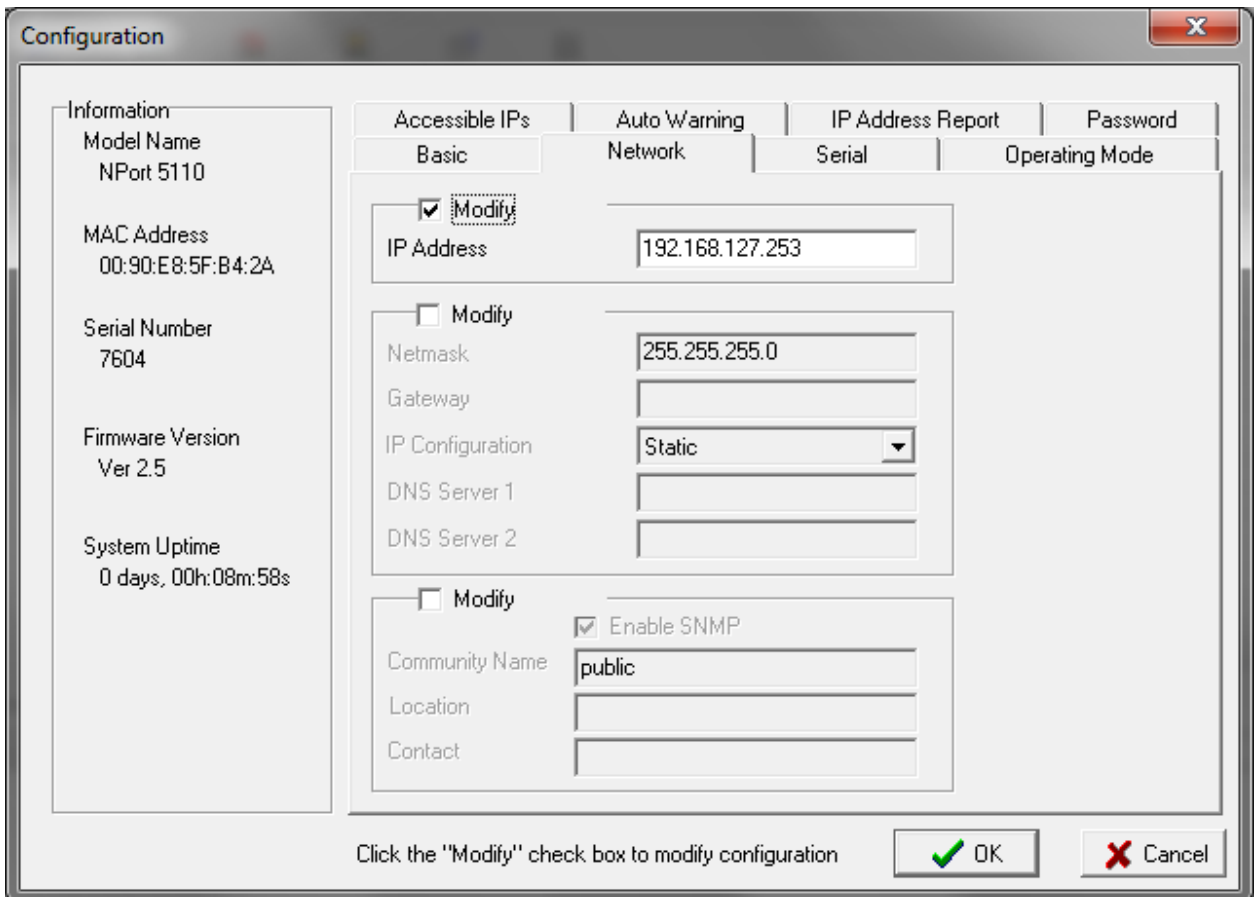 Configuration
Information
Model Name
NPort 5110
MAC Address
00:90:E8:5F:B4:2A
Serial Number
7604
Firmware Version
Ver 2.5
System Uptime
0 days, 00h:08m:58s
Accessible IPs Auto Warning IP Address Report Password
Basic Network Serial Operating Mode
Modify
IP Address 192.168.127.253
Modify
Netmask 255.255.255.0
Gateway
IP Configuration Static
DNS Server 1
DNS Server 2
Modify
Enable SNMP
Community Name public
Location
Contact
Click the "Modify" check box to modify configuration OK Cancel